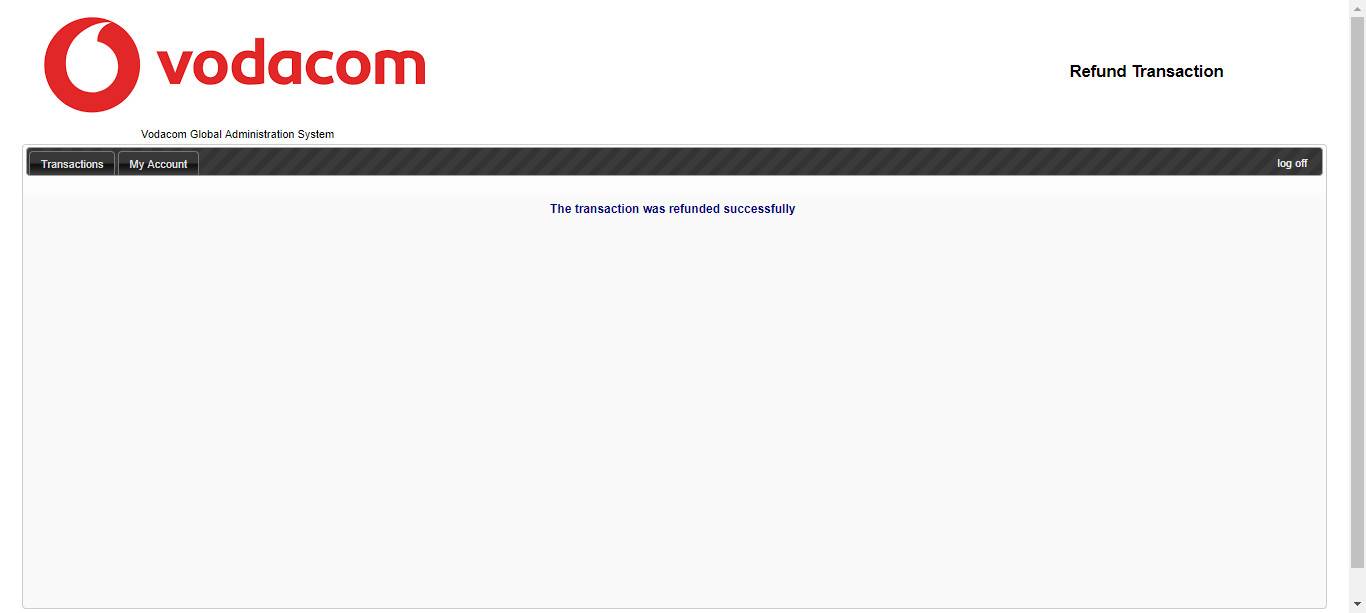 vodacom
Refund Transaction
Vodacom Global Administration System
Transactions
My Account
log off
The transaction was refunded successfully